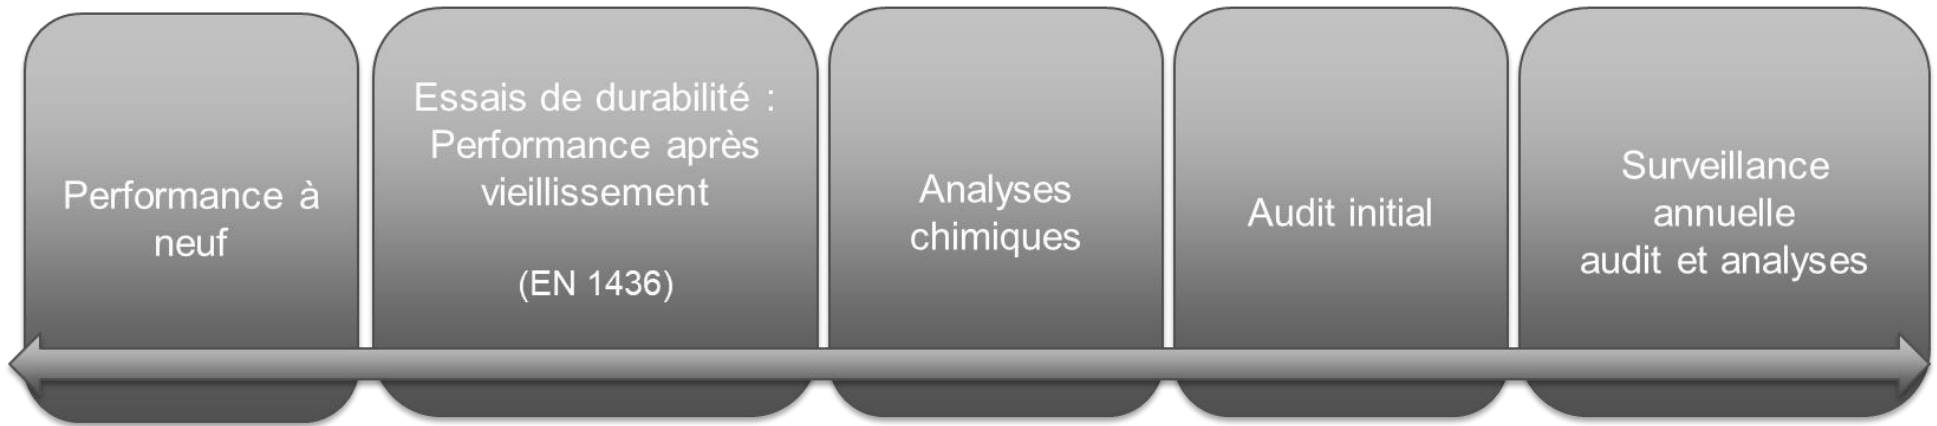 Performance à
neuf
Essais de durabilité :
Performance après
vieillissement
(EN 1436)
Analyses
chimiques
Audit initial
Surveillance
annuelle
audit et analyses